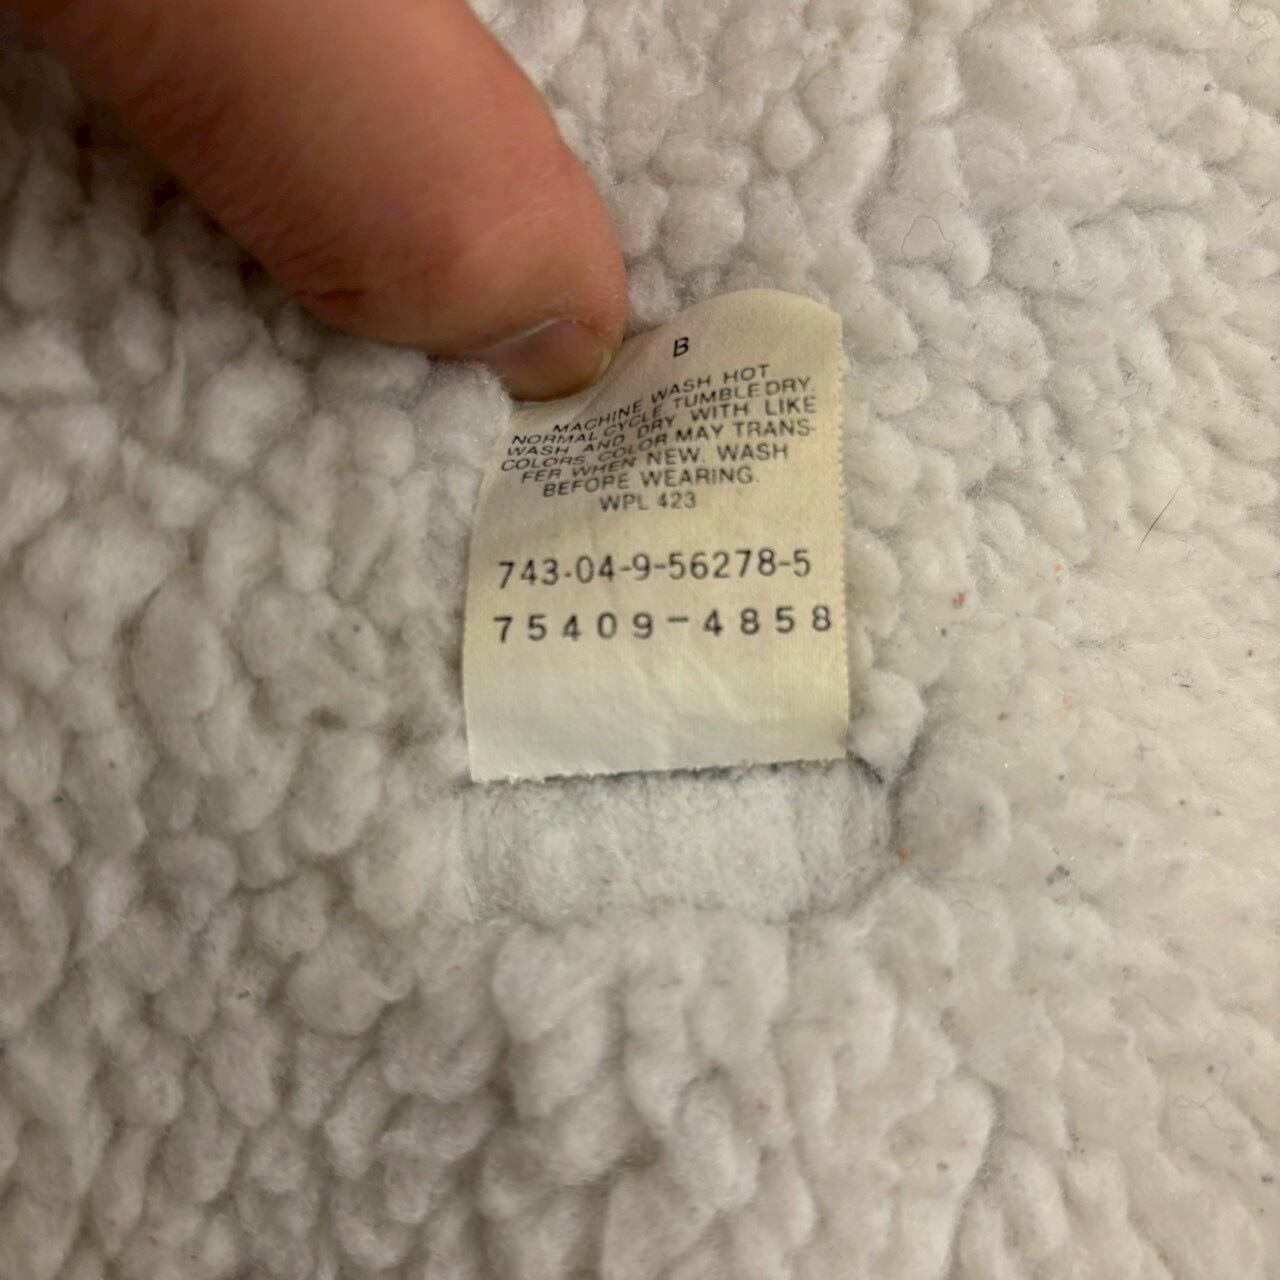 B
MACHINE WASH HOT
NORMAL CYCLE TUMBLE DRY.
WASH AND DRY WITH LIKE
COLORS. COLOR MAY TRANS-
FER WHEN NEW. WASH
BEFORE WEARING.
WPL 423
743-04-9-56278-5
75409-4858